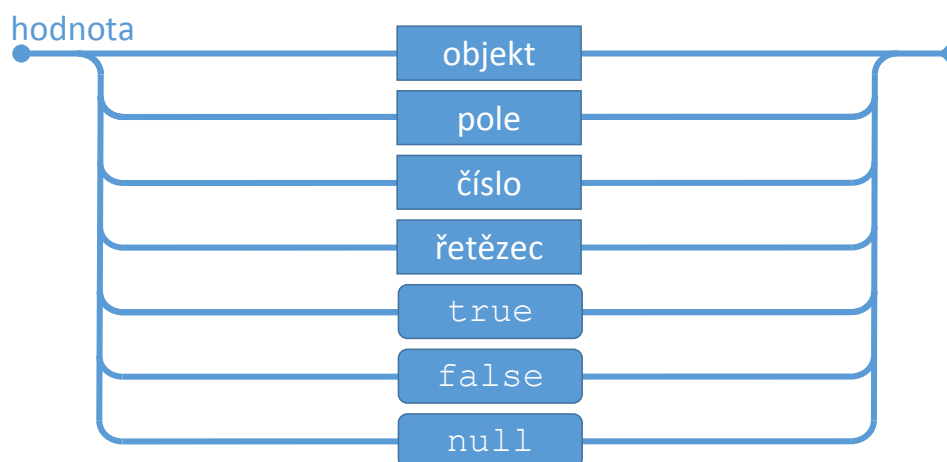 hodnota
objekt
pole
číslo
řetězec
true
false
null